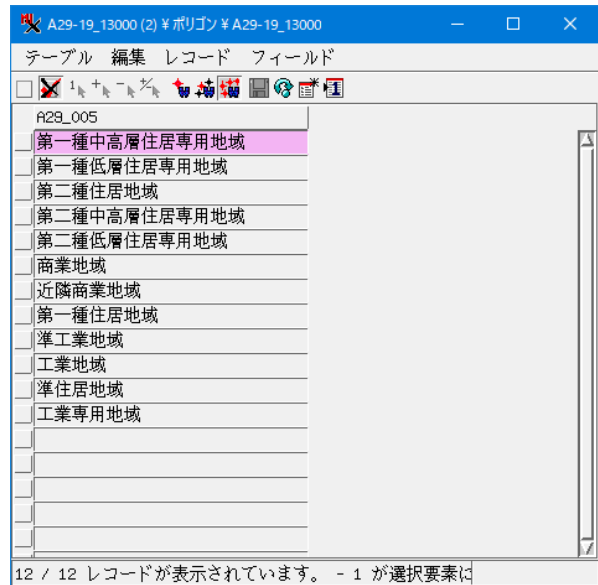 A29-19_13000 (2) ¥ ポリゴン ¥ A29-19_13000
テーブル 編集 レコード フィールド
A29_005
第一種中高層住居専用地域
第一種低層住居専用地域
第二種住居地域
第二種中高層住居専用地域
第二種低層住居専用地域
商業地域
近隣商業地域
第一種住居地域
準工業地域
工業地域
準住居地域
工業専用地域
12 / 12 レコードが表示されています。 - 1 が選択要素に